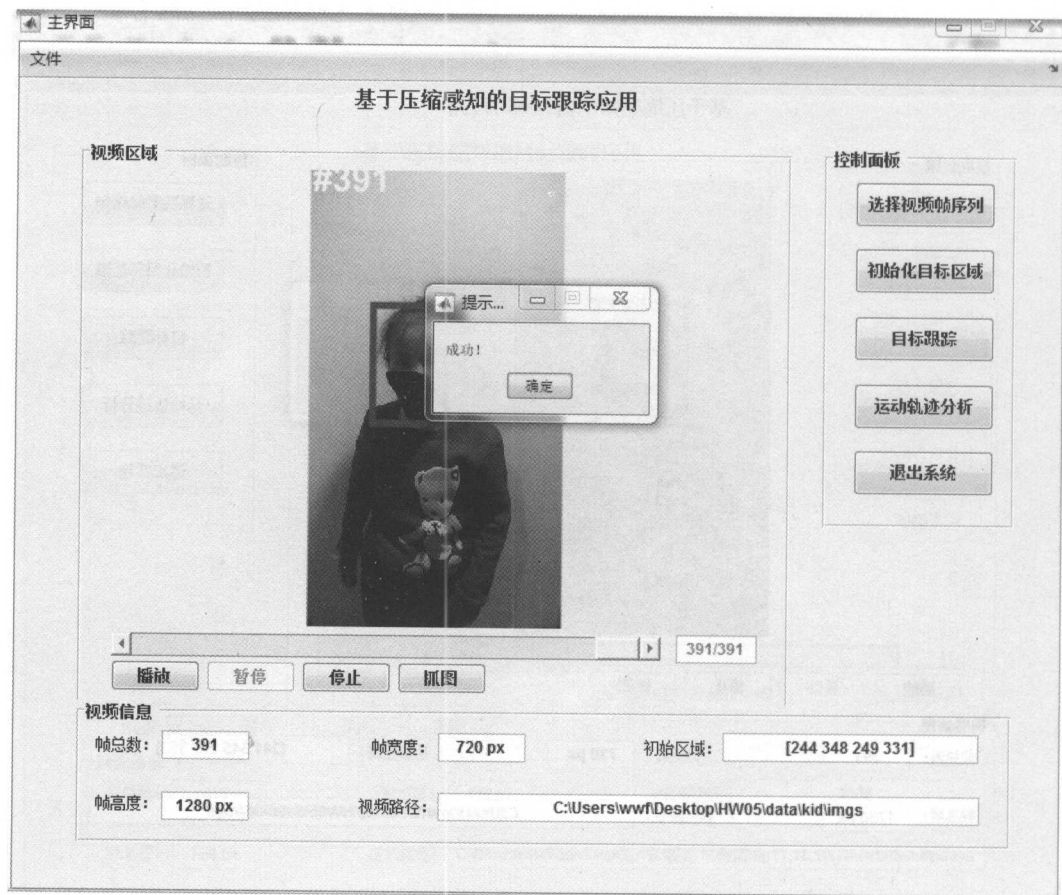 主界面
文件
基于压缩感知的目标跟踪应用
视频区域
#391
提示...
成功！
确定
391/391
播放
暂停
停止
抓图
控制面板
选择视频帧序列
初始化目标区域
目标跟踪
运动轨迹分析
退出系统
视频信息
帧总数： 391
帧宽度： 720 px
初始区域： [244 348 249 331]
帧高度： 1280 px
视频路径： C:\Users\wwf\Desktop\HW05\data\kid\imgs